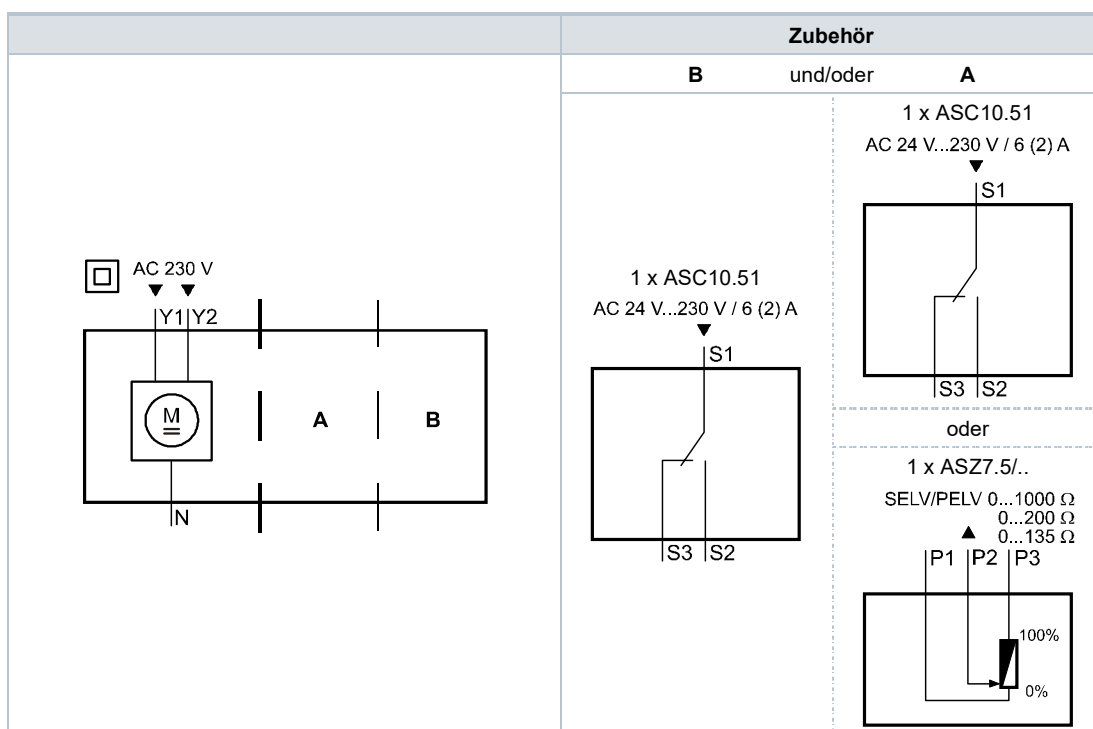 Zubehör
B und/oder A
AC 230 V
Y1 Y2
M
A
B
N
1 x ASC10.51
AC 24 V...230 V / 6 (2) A
S1
S3 S2
1 x ASC10.51
AC 24 V...230 V / 6 (2) A
S1
S3 S2
oder
1 x ASZ7.5/..
SELV/PELV 0...1000 Ω
0...200 Ω
0...135 Ω
P1 P2 P3
100%
0%